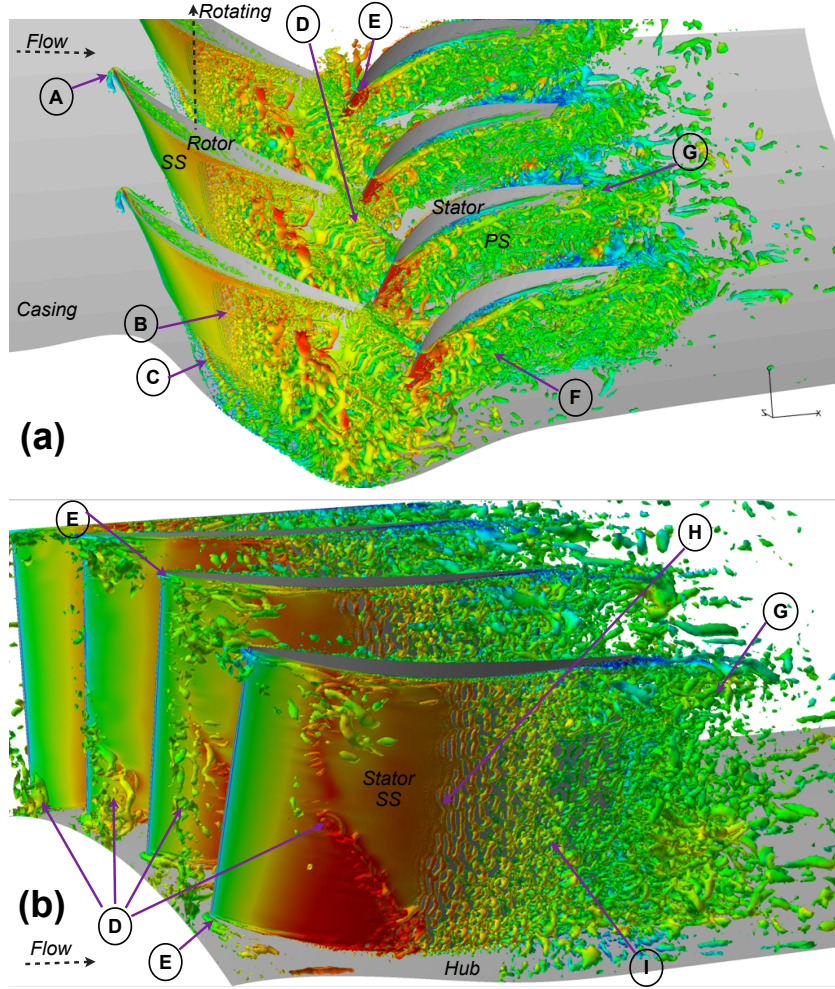 Rotating
Flow
D
E
A
Rotor
SS
G
Stator
PS
Casing
B
C
F
(a)
Z
X
E
H
G
Stator
SS
(b)
D
Flow
E
Hub
I